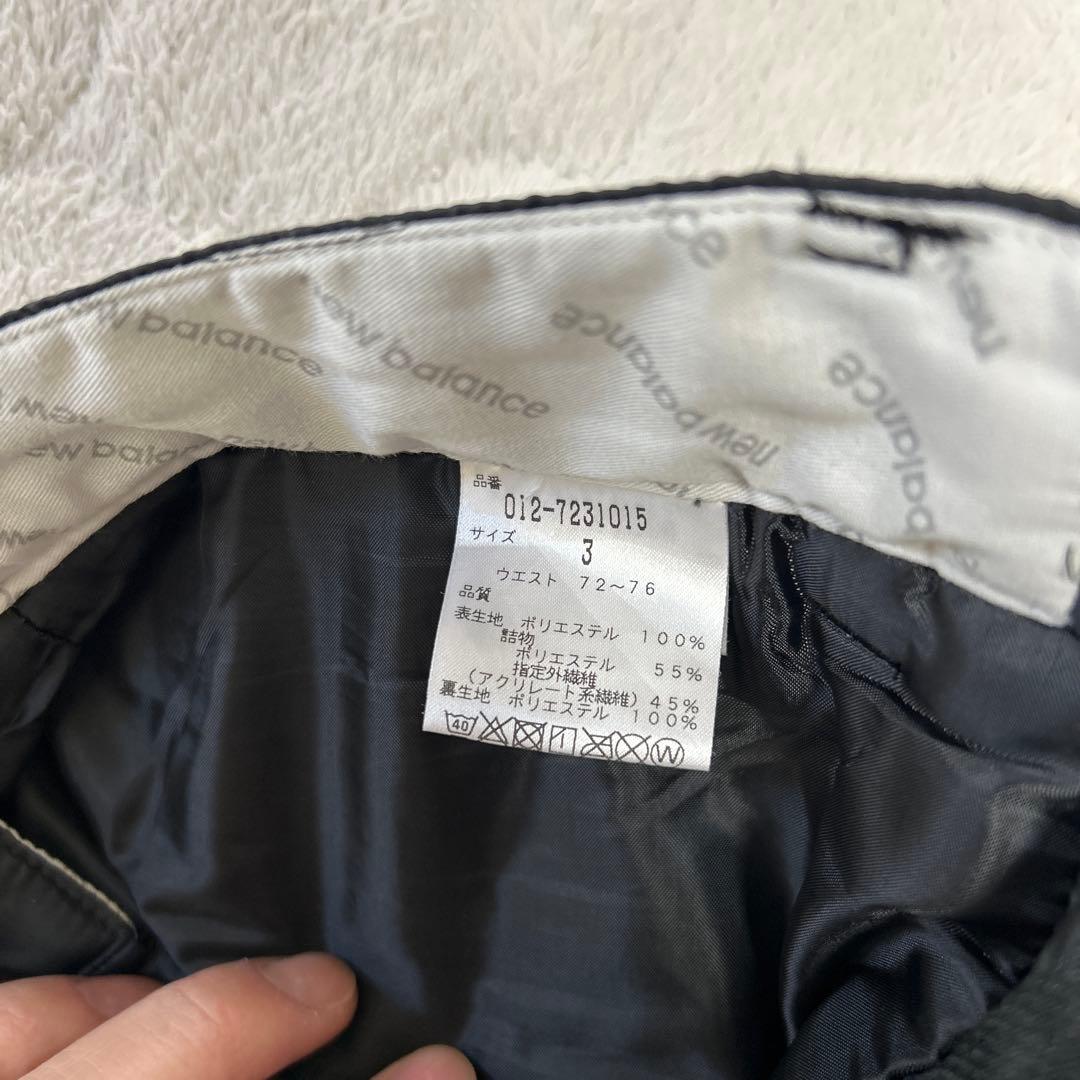 new balance
new balance
new balance
new balance
new balance
品番
012-7231015
サイズ
3
ウエスト 72～76
品質
表生地 ポリエステル 100%
詰物
ポリエステル 55%
指定外繊維
(アクリレート系繊維) 45%
裏生地 ポリエステル 100%
40
W